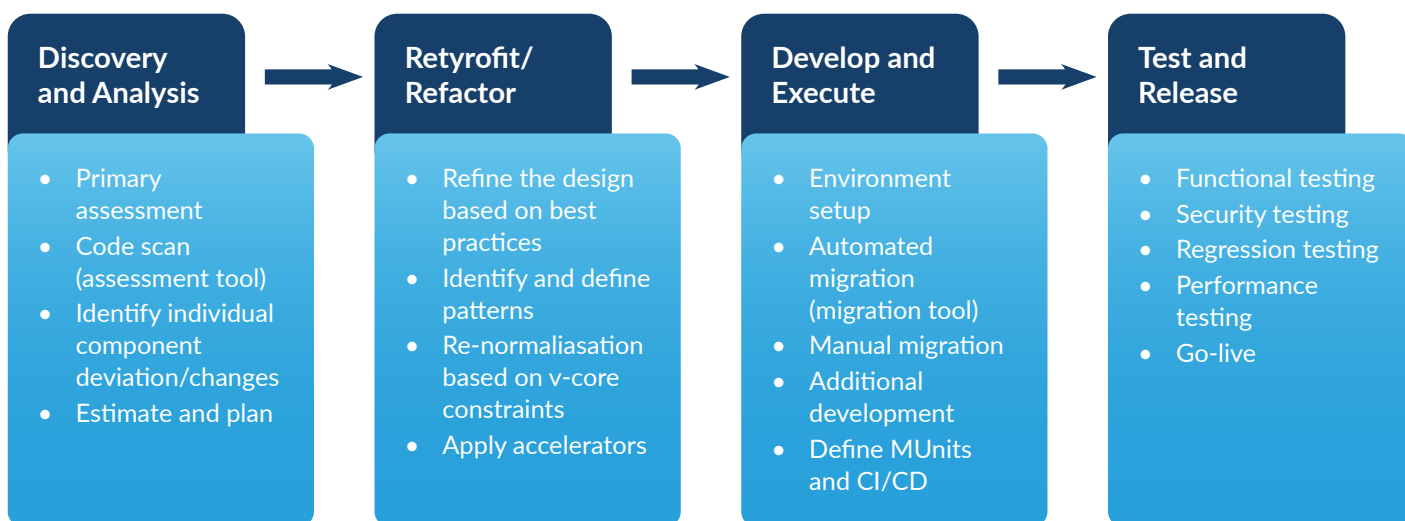 Discovery
and Analysis
• Primary
assessment
• Code scan
(assessment tool)
• Identify individual
component
deviation/changes
• Estimate and plan
Retyrofit/
Refactor
• Refine the design
based on best
practices
• Identify and define
patterns
• Re-normaliasation
based on v-core
constraints
• Apply accelerators
Develop and
Execute
• Environment
setup
• Automated
migration
(migration tool)
• Manual migration
• Additional
development
• Define MUnits
and CI/CD
Test and
Release
• Functional testing
• Security testing
• Regression testing
• Performance
testing
• Go-live